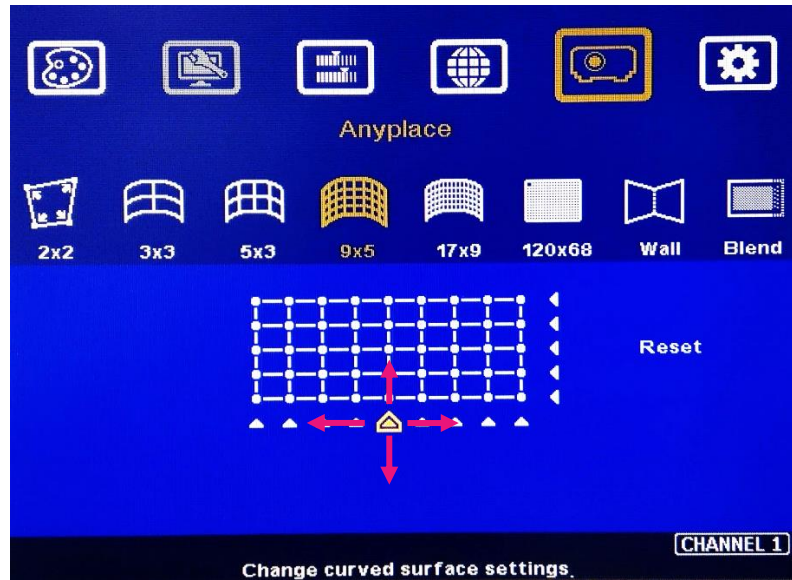 Anyplace
2x2 3x3 5x3 9x5 17x9 120x68 Wall Blend
Reset
CHANNEL 1
Change curved surface settings.